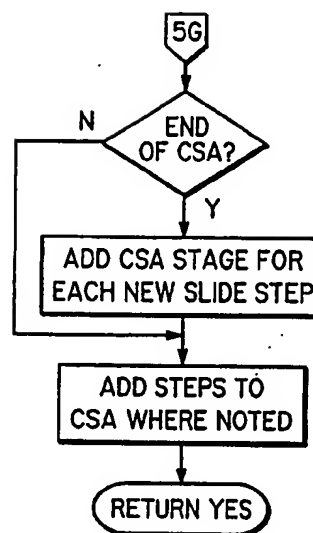 5G
END
OF CSA?
N
Y
ADD CSA STAGE FOR
EACH NEW SLIDE STEP
ADD STEPS TO
CSA WHERE NOTED
RETURN YES